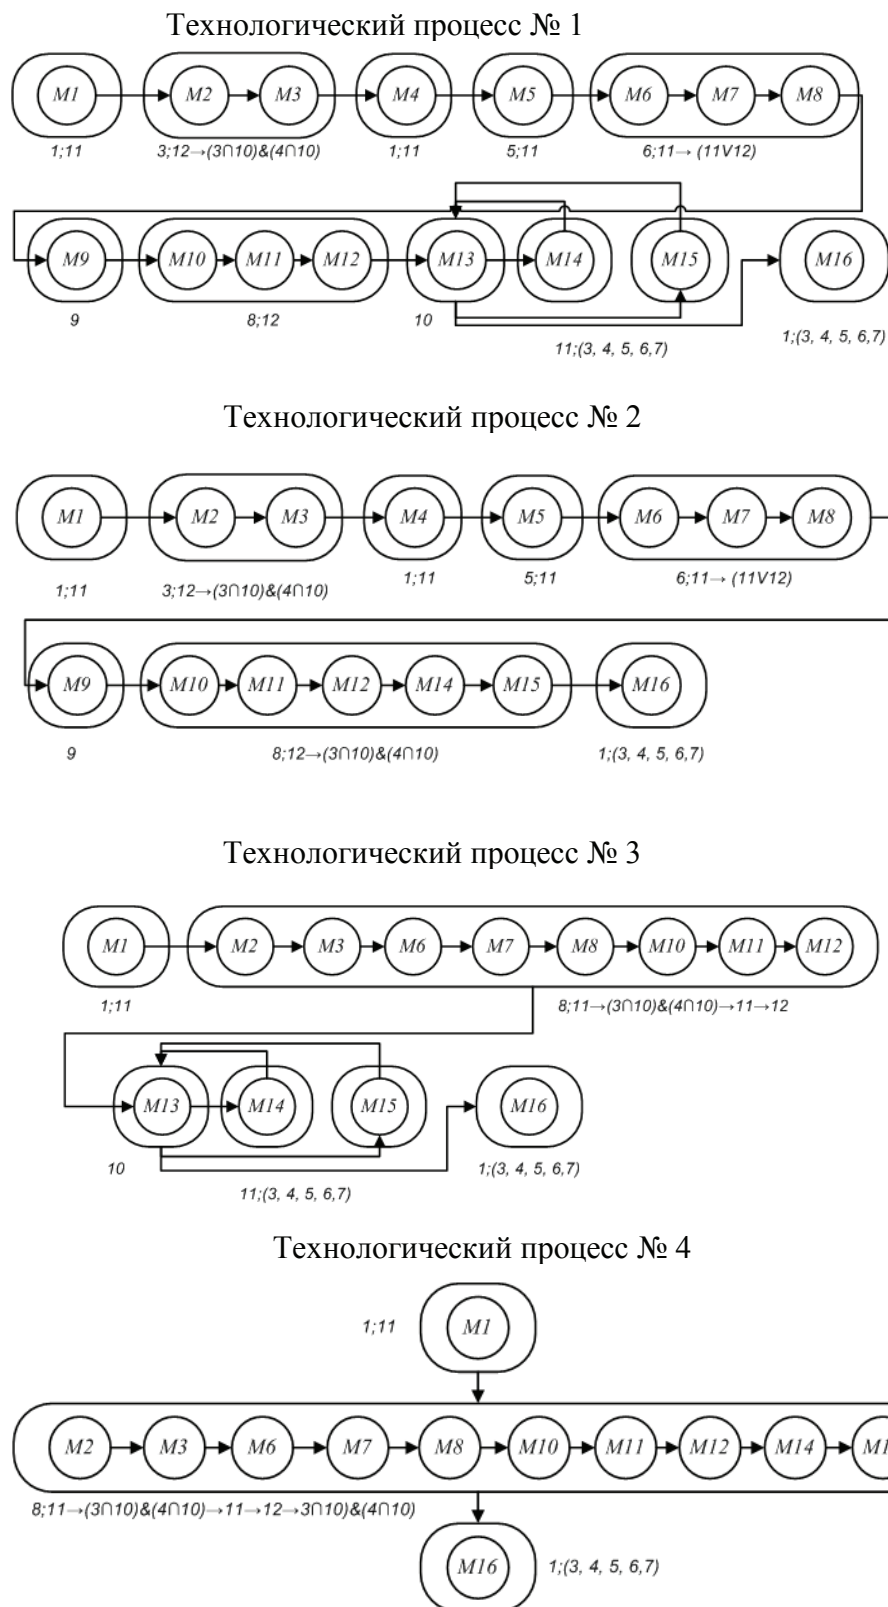 Технологический процесс № 1
M1 M2 M3 M4 M5 M6 M7 M8
1;11 3;12→(3∩10)&(4∩10) 1;11 5;11 6;11→ (11V12)
M9 M10 M11 M12 M13 M14 M15 M16
9 8;12 10 11;(3, 4, 5, 6,7) 1;(3, 4, 5, 6,7)
Технологический процесс № 2
M1 M2 M3 M4 M5 M6 M7 M8
1;11 3;12→(3∩10)&(4∩10) 1;11 5;11 6;11→ (11V12)
M9 M10 M11 M12 M14 M15 M16
9 8;12→(3∩10)&(4∩10) 1;(3, 4, 5, 6,7)
Технологический процесс № 3
M1 M2 M3 M6 M7 M8 M10 M11 M12
1;11 8;11→(3∩10)&(4∩10)→11→12
M13 M14 M15 M16
10 11;(3, 4, 5, 6,7) 1;(3, 4, 5, 6,7)
Технологический процесс № 4
1;11 M1
M2 M3 M6 M7 M8 M10 M11 M12 M14
8;11→(3∩10)&(4∩10)→11→12→3∩10)&(4∩10)
M16 1;(3, 4, 5, 6,7)